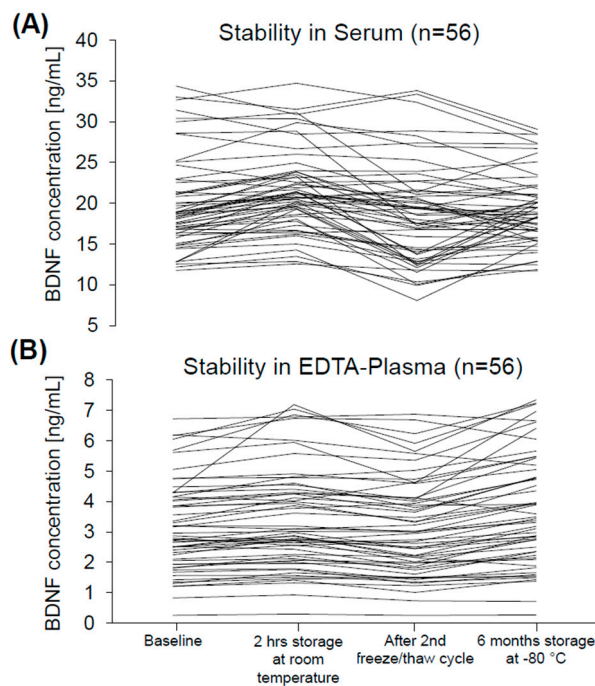 (A)
Stability in Serum (n=56)
BDNF concentration [ng/mL]
40
35
30
25
20
15
10
5
(B)
Stability in EDTA-Plasma (n=56)
BDNF concentration [ng/mL]
8
7
6
5
4
3
2
1
0
Baseline
2 hrs storage
at room
temperature
After 2nd
freeze/thaw cycle
6 months storage
at -80 °C